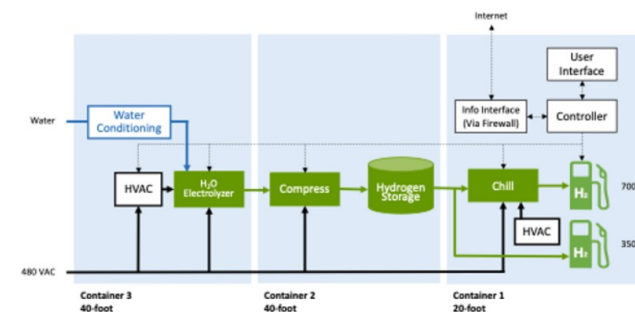 Internet
User
Interface
Info Interface
(Via Firewall)
Controller
Water
Water
Conditioning
HVAC
H₂O
Electrolyzer
Compress
Hydrogen
Storage
Chill
H₂
700
HVAC
H₂
350
480 VAC
Container 3
40-foot
Container 2
40-foot
Container 1
20-foot